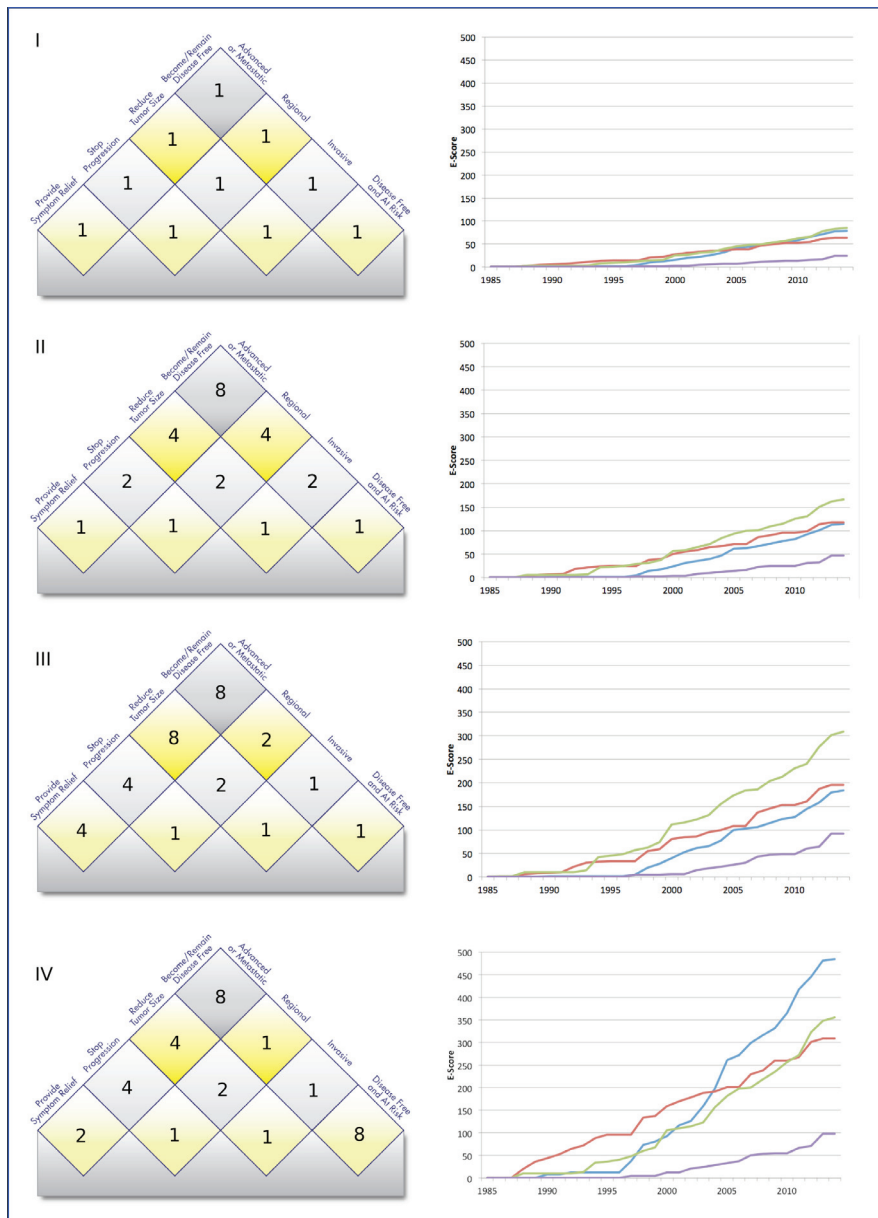 I
Become/Remain
Disease Free
Advanced
or Metastatic
Reduce
Tumor Size
Regional
Stop
Progression
Invasive
Provide
Symptom Relief
Disease Free
and At Risk
1
1 1
1 1 1
1 1 1 1
500
450
400
350
300
250
200
150
100
50
0
E-Score
1985 1990 1995 2000 2005 2010
II
Become/Remain
Disease Free
Advanced
or Metastatic
Reduce
Tumor Size
Regional
Stop
Progression
Invasive
Provide
Symptom Relief
Disease Free
and At Risk
8
4 4
2 2 2
1 1 1 1
500
450
400
350
300
250
200
150
100
50
0
E-Score
1985 1990 1995 2000 2005 2010
III
Become/Remain
Disease Free
Advanced
or Metastatic
Reduce
Tumor Size
Regional
Stop
Progression
Invasive
Provide
Symptom Relief
Disease Free
and At Risk
8
8 2
4 2 1
4 1 1 1
500
450
400
350
300
250
200
150
100
50
0
E-Score
1985 1990 1995 2000 2005 2010
IV
Become/Remain
Disease Free
Advanced
or Metastatic
Reduce
Tumor Size
Regional
Stop
Progression
Invasive
Provide
Symptom Relief
Disease Free
and At Risk
8
4 1
4 2 1
2 1 1 8
500
450
400
350
300
250
200
150
100
50
0
E-Score
1985 1990 1995 2000 2005 2010